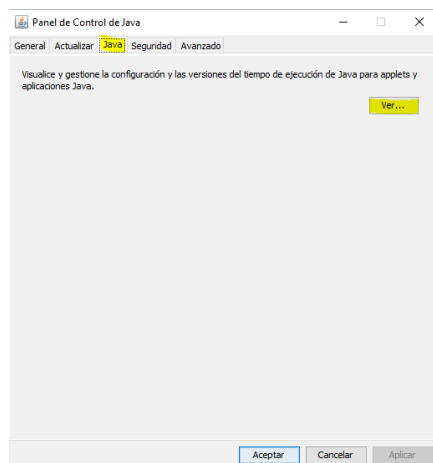 Panel de Control de Java
General Actualizar Java Seguridad Avanzado
Visualice y gestione la configuración y las versiones del tiempo de ejecución de Java para applets y
aplicaciones Java.
Ver...
Aceptar Cancelar Aplicar